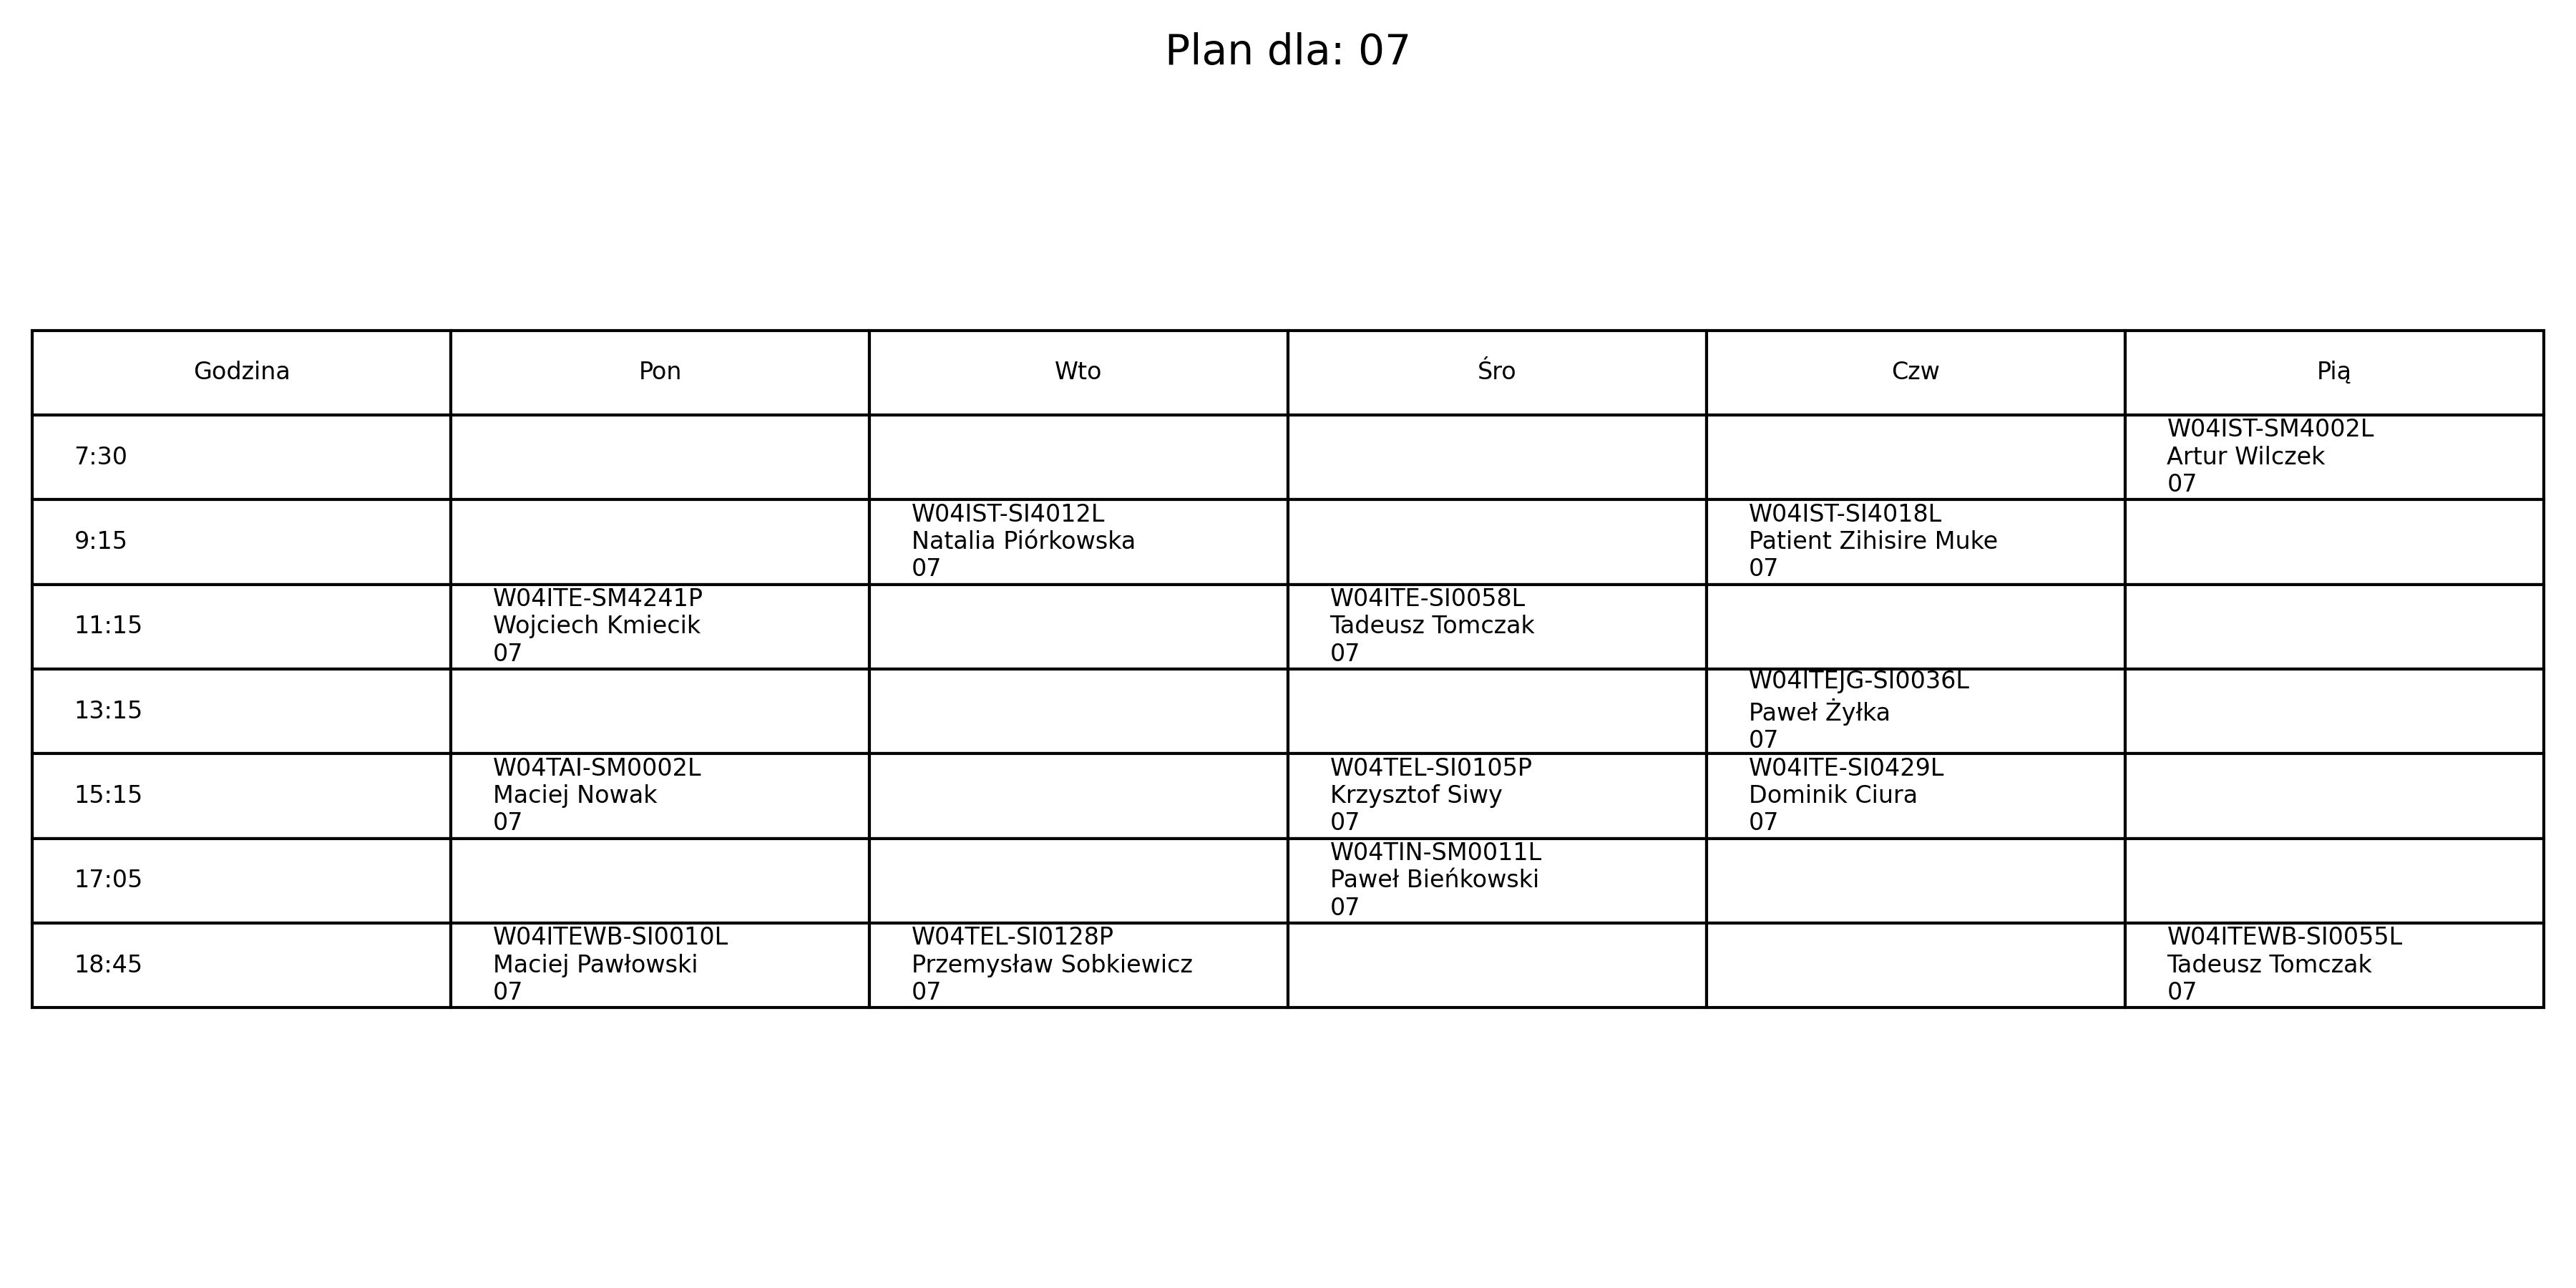 Plan dla: 07
Godzina
Pon
Wto
Śro
Czw
Pią
7:30
W04IST-SM4002L
Artur Wilczek
07
9:15
W04IST-SI4012L
Natalia Piórkowska
07
W04IST-SI4018L
Patient Zihisire Muke
07
11:15
W04ITE-SM4241P
Wojciech Kmiecik
07
W04ITE-SI0058L
Tadeusz Tomczak
07
13:15
W04ITEJG-SI0036L
Paweł Żyłka
07
15:15
W04TAI-SM0002L
Maciej Nowak
07
W04TEL-SI0105P
Krzysztof Siwy
07
W04ITE-SI0429L
Dominik Ciura
07
17:05
W04TIN-SM0011L
Paweł Bieńkowski
07
18:45
W04ITEWB-SI0010L
Maciej Pawłowski
07
W04TEL-SI0128P
Przemysław Sobkiewicz
07
W04ITEWB-SI0055L
Tadeusz Tomczak
07